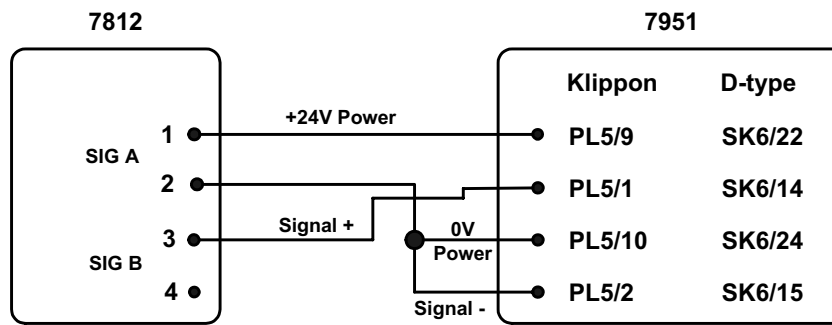 7812
7951
Klippon D-type
+24V Power
1
PL5/9 SK6/22
SIG A
2
PL5/1 SK6/14
Signal +
3
0V
Power
PL5/10 SK6/24
SIG B
4
PL5/2 SK6/15
Signal -